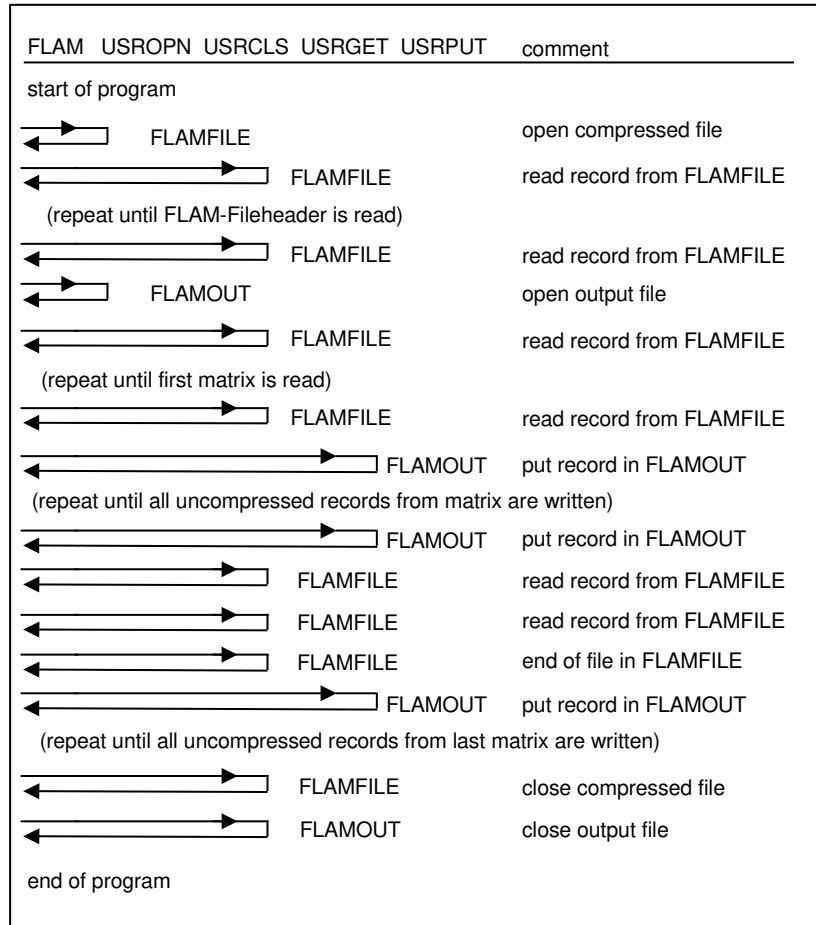 FLAM USROPN USRCLS USRGET USRPUT comment
start of program
FLAMFILE open compressed file
FLAMFILE read record from FLAMFILE
(repeat until FLAM-Fileheader is read)
FLAMFILE read record from FLAMFILE
FLAMOUT open output file
FLAMFILE read record from FLAMFILE
(repeat until first matrix is read)
FLAMFILE read record from FLAMFILE
FLAMOUT put record in FLAMOUT
(repeat until all uncompressed records from matrix are written)
FLAMOUT put record in FLAMOUT
FLAMFILE read record from FLAMFILE
FLAMFILE read record from FLAMFILE
FLAMFILE end of file in FLAMFILE
FLAMOUT put record in FLAMOUT
(repeat until all uncompressed records from last matrix are written)
FLAMFILE close compressed file
FLAMOUT close output file
end of program